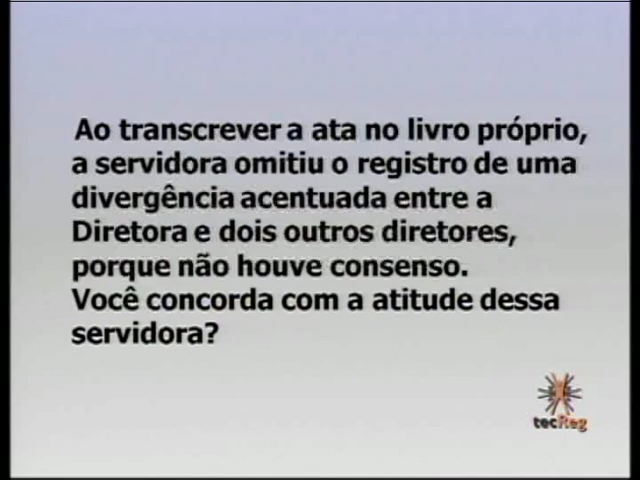 Ao transcrever a ata no livro próprio,
a servidora omitiu o registro de uma
divergência acentuada entre a
Diretora e dois outros diretores,
porque não houve consenso.
Você concorda com a atitude dessa
servidora?
tecReg